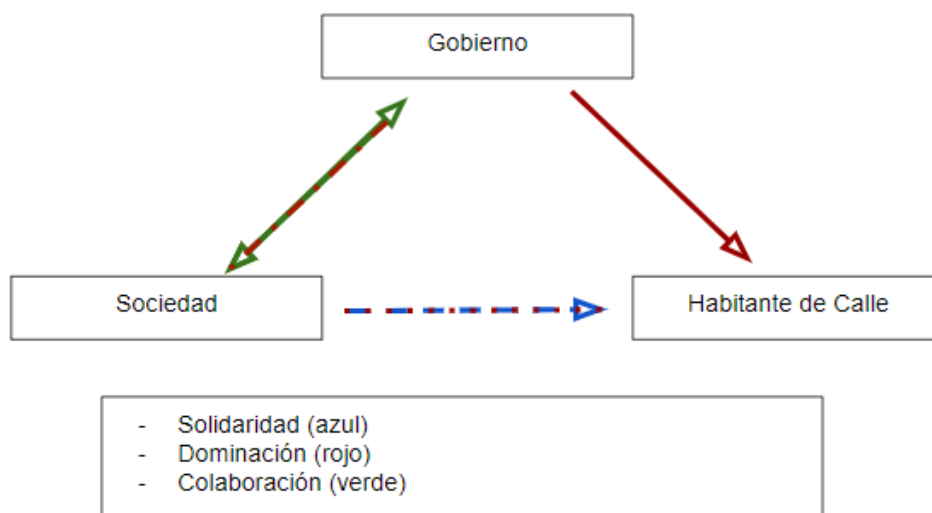 Gobierno
Sociedad
Habitante de Calle
- Solidaridad (azul)
- Dominación (rojo)
- Colaboración (verde)